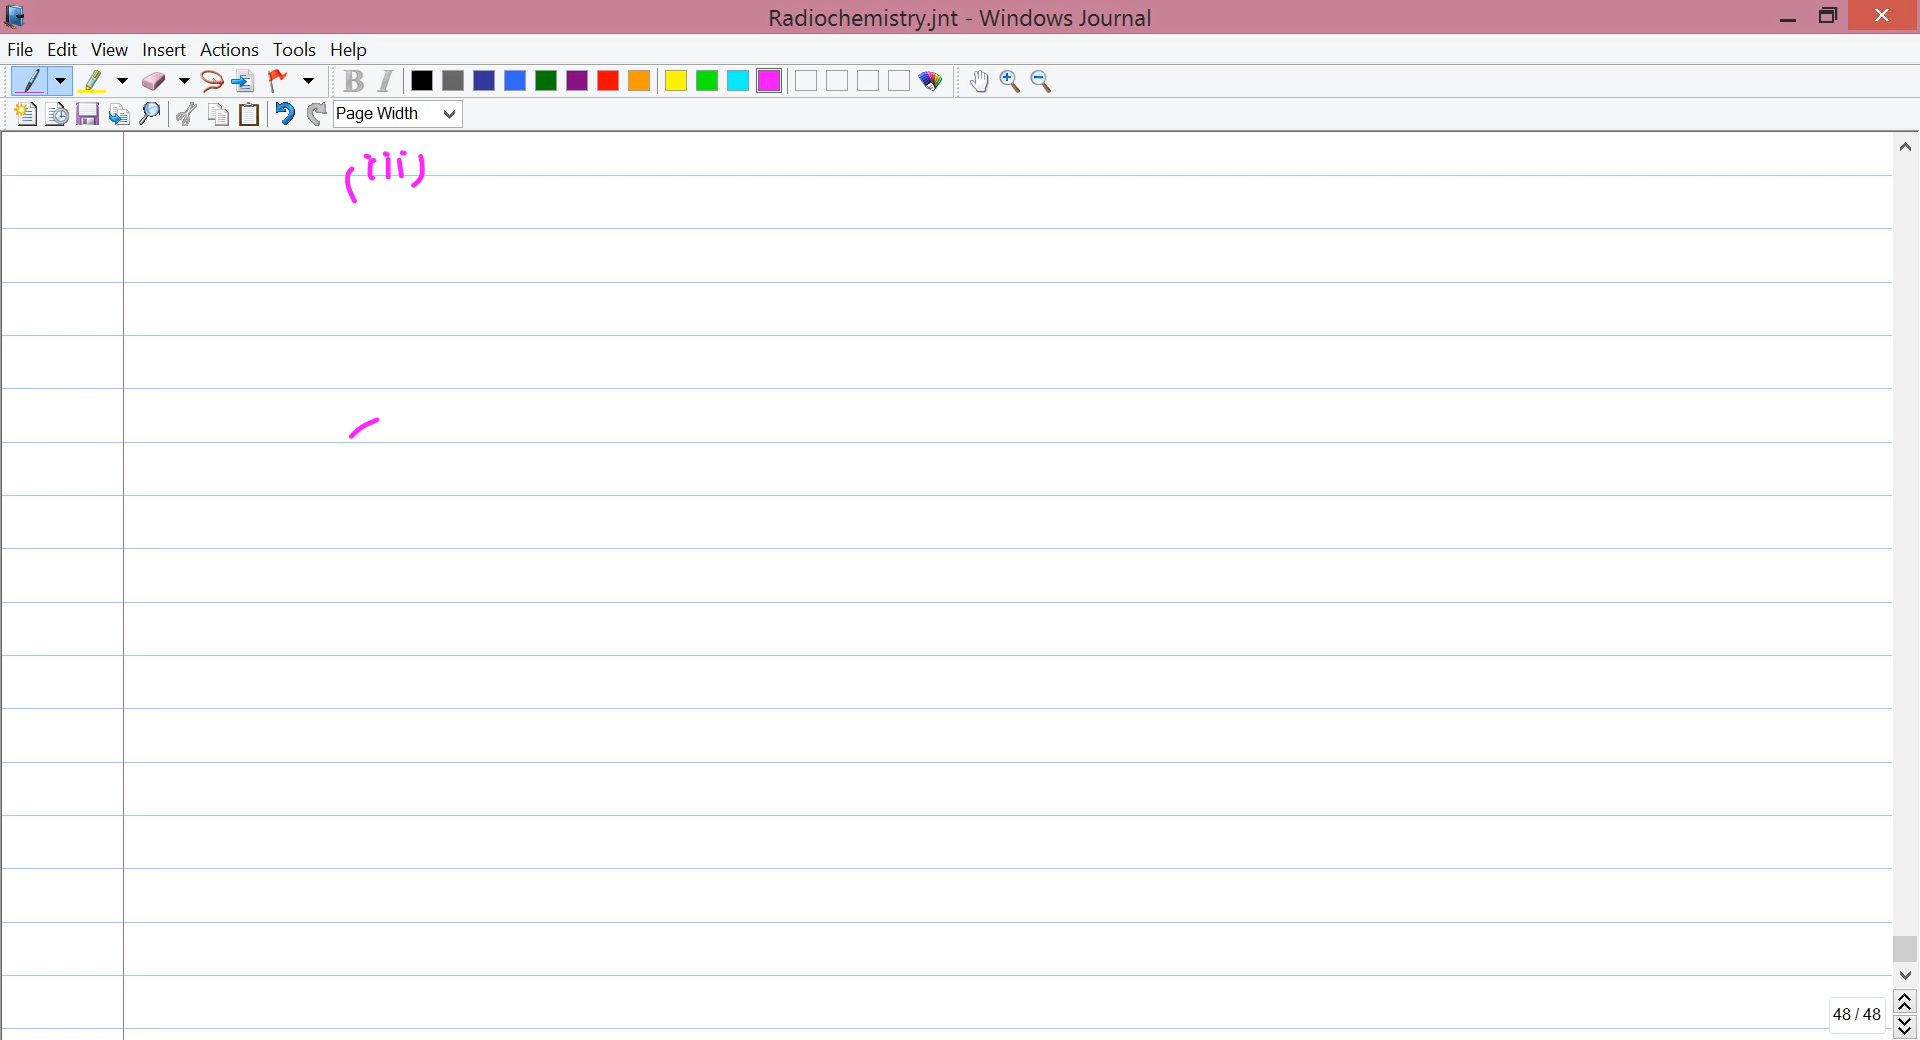 Radiochemistry.jnt - Windows Journal
File Edit View Insert Actions Tools Help
B I
Page Width
(iii)
48 / 48